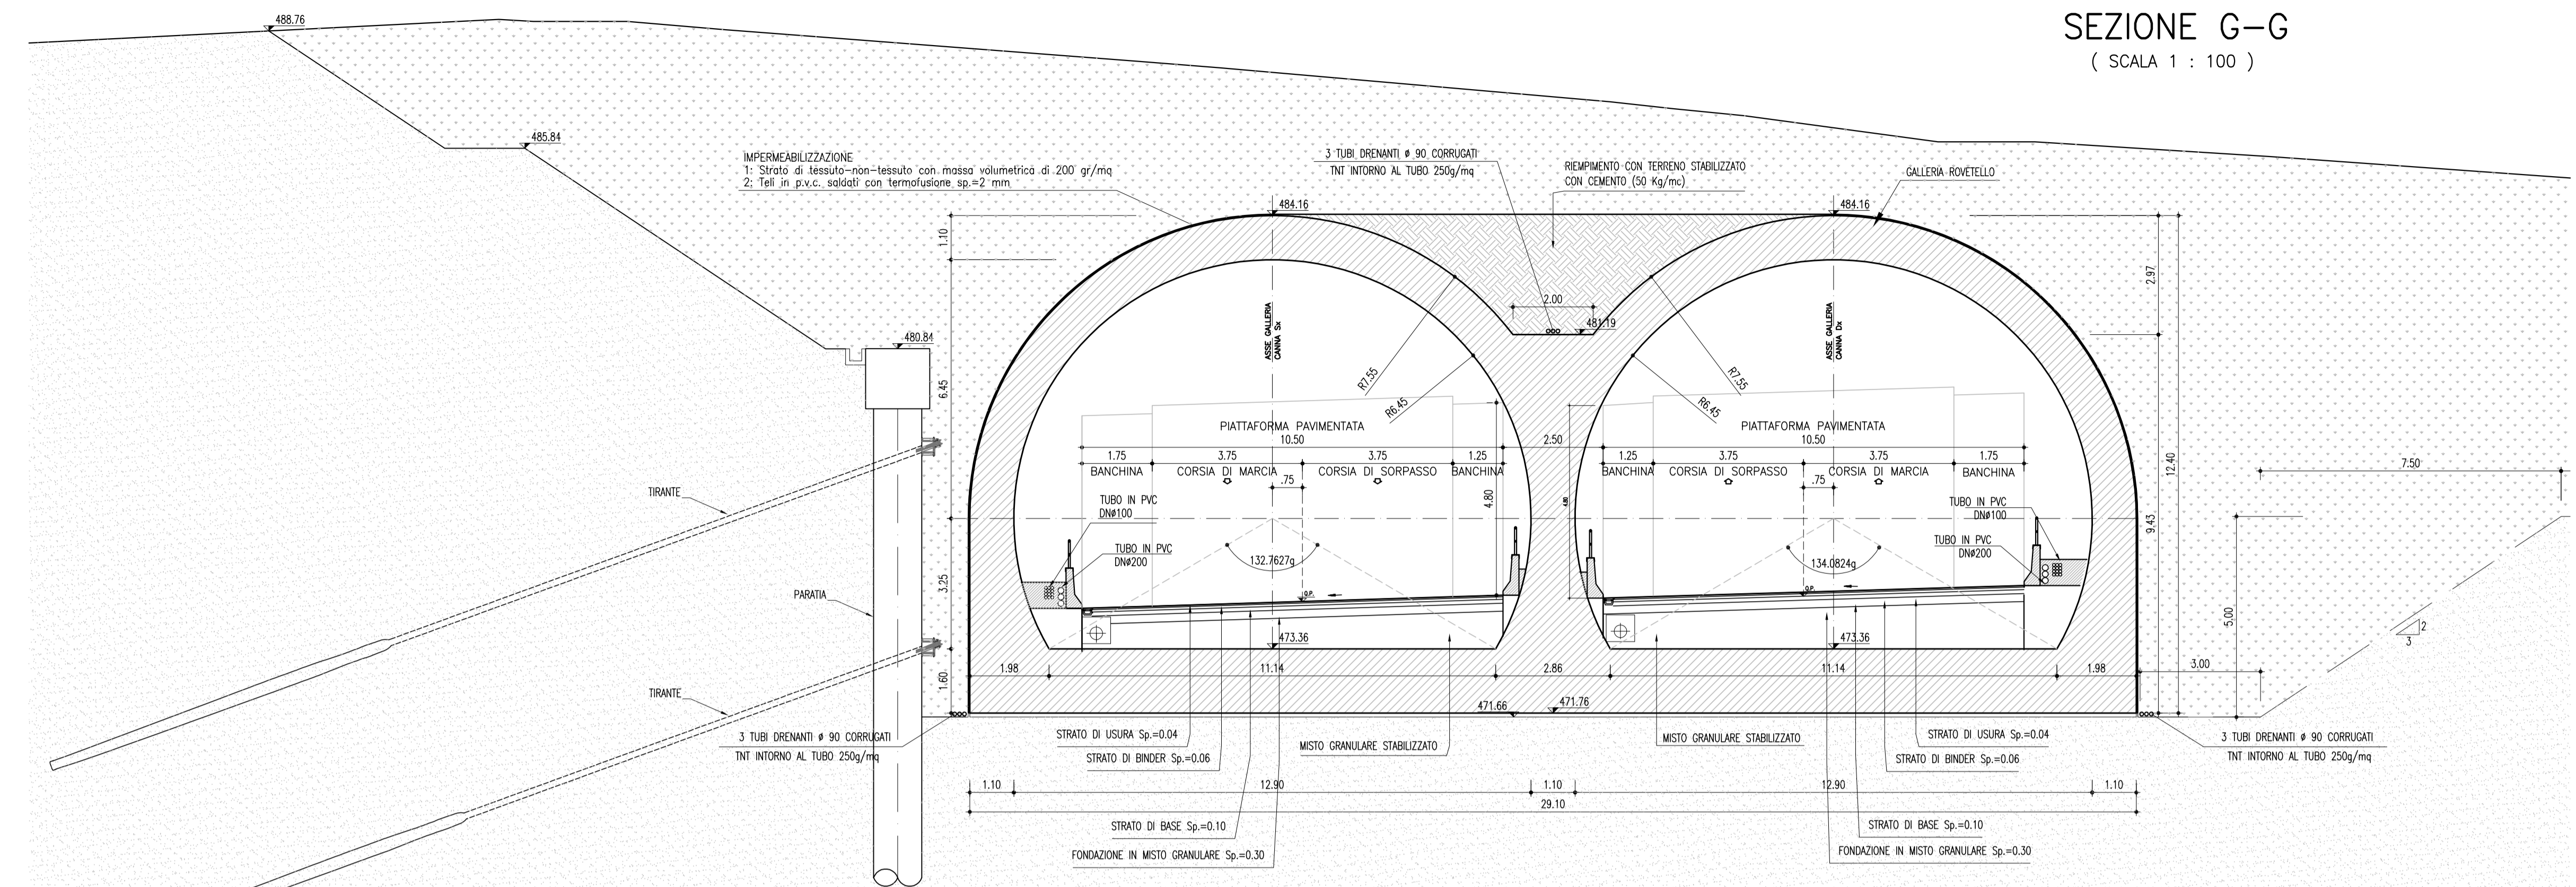 SEZIONE G-G
( SCALA 1 : 100 )
488.76
485.84
480.84
IMPERMEABILIZZAZIONE
1: Strato di tessuto-non-tessuto con massa volumetrica di 200 gr/mq
2: Teli in p.v.c. saldati con termofusione sp.=2 mm
3 TUBI DRENANTI ø 90 CORRUGATI
TNT INTORNO AL TUBO 250g/mq
RIEMPIMENTO CON TERRENO STABILIZZATO
CON CEMENTO (50 Kg/mc)
GALLERIA ROVETELLO
484.16
484.16
1.10
6.45
3.25
1.60
2.97
12.40
9.43
2.00
481.19
ASSE GALLERIA
CANNA Sx
ASSE GALLERIA
CANNA Dx
R7.55
R6.45
R7.55
R6.45
PIATTAFORMA PAVIMENTATA
10.50
2.50
PIATTAFORMA PAVIMENTATA
10.50
1.75
3.75
3.75
1.25
BANCHINA
CORSIA DI MARCIA
CORSIA DI SORPASSO
BANCHINA
1.25
3.75
3.75
1.75
BANCHINA
CORSIA DI SORPASSO
CORSIA DI MARCIA
BANCHINA
.75
.75
4.80
4.80
TUBO IN PVC
DNø100
TUBO IN PVC
DNø200
TUBO IN PVC
DNø100
TUBO IN PVC
DNø200
132.7627g
134.0824g
Q.P.
Q.P.
473.36
473.36
TIRANTE
PARATIA
TIRANTE
7.50
5.00
3.00
2
3
1.98
11.14
2.86
11.14
1.98
471.66
471.76
3 TUBI DRENANTI ø 90 CORRUGATI
TNT INTORNO AL TUBO 250g/mq
STRATO DI USURA Sp.=0.04
STRATO DI BINDER Sp.=0.06
MISTO GRANULARE STABILIZZATO
MISTO GRANULARE STABILIZZATO
STRATO DI USURA Sp.=0.04
STRATO DI BINDER Sp.=0.06
3 TUBI DRENANTI ø 90 CORRUGATI
TNT INTORNO AL TUBO 250g/mq
1.10
12.90
1.10
12.90
1.10
29.10
STRATO DI BASE Sp.=0.10
FONDAZIONE IN MISTO GRANULARE Sp.=0.30
STRATO DI BASE Sp.=0.10
FONDAZIONE IN MISTO GRANULARE Sp.=0.30